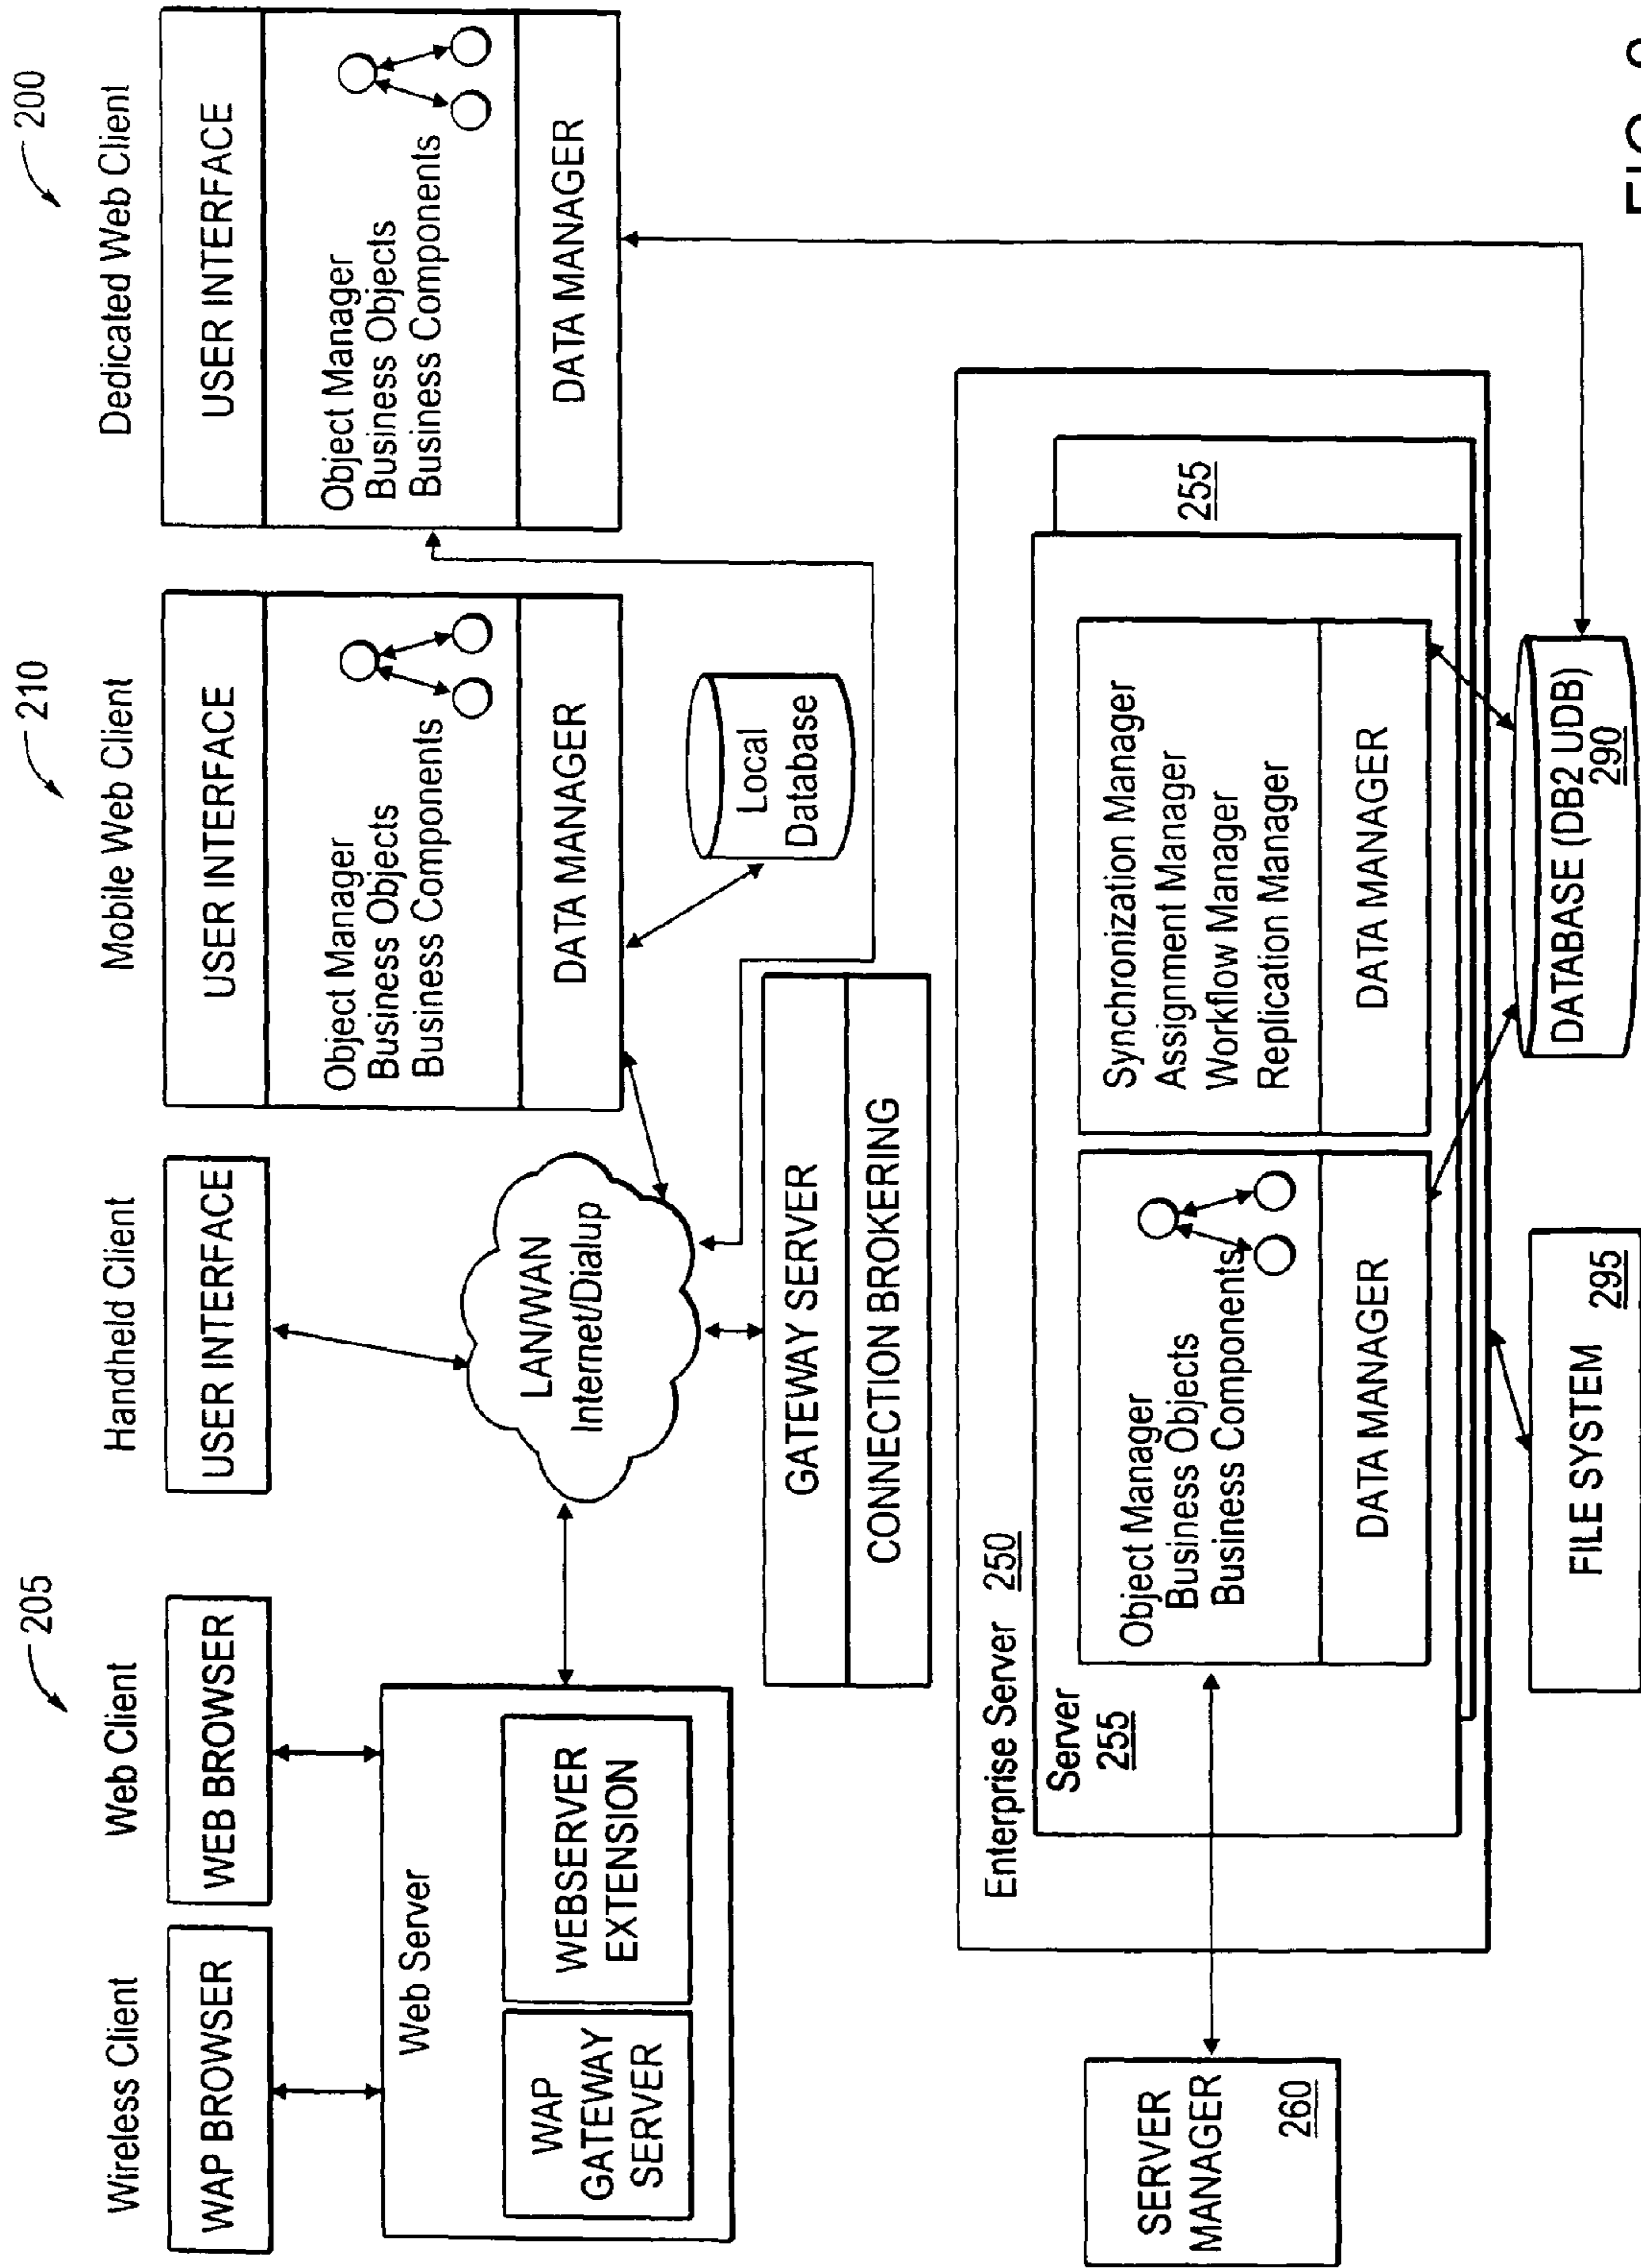 200
210
205
Wireless Client
Web Client
Handheld Client
Mobile Web Client
Dedicated Web Client
WAP BROWSER
WEB BROWSER
USER INTERFACE
USER INTERFACE
Object Manager
Business Objects
Business Components
DATA MANAGER
USER INTERFACE
Object Manager
Business Objects
Business Components
DATA MANAGER
Web Server
WAP
GATEWAY
SERVER
WEBSERVER
EXTENSION
LAN/WAN
Internet/Dialup
Local
Database
GATEWAY SERVER
CONNECTION BROKERING
Enterprise Server 250
Server
255
255
Object Manager
Business Objects
Business Components
DATA MANAGER
Synchronization Manager
Assignment Manager
Workflow Manager
Replication Manager
DATA MANAGER
SERVER
MANAGER
260
FILE SYSTEM
295
DATABASE (DB2 UDB)
290